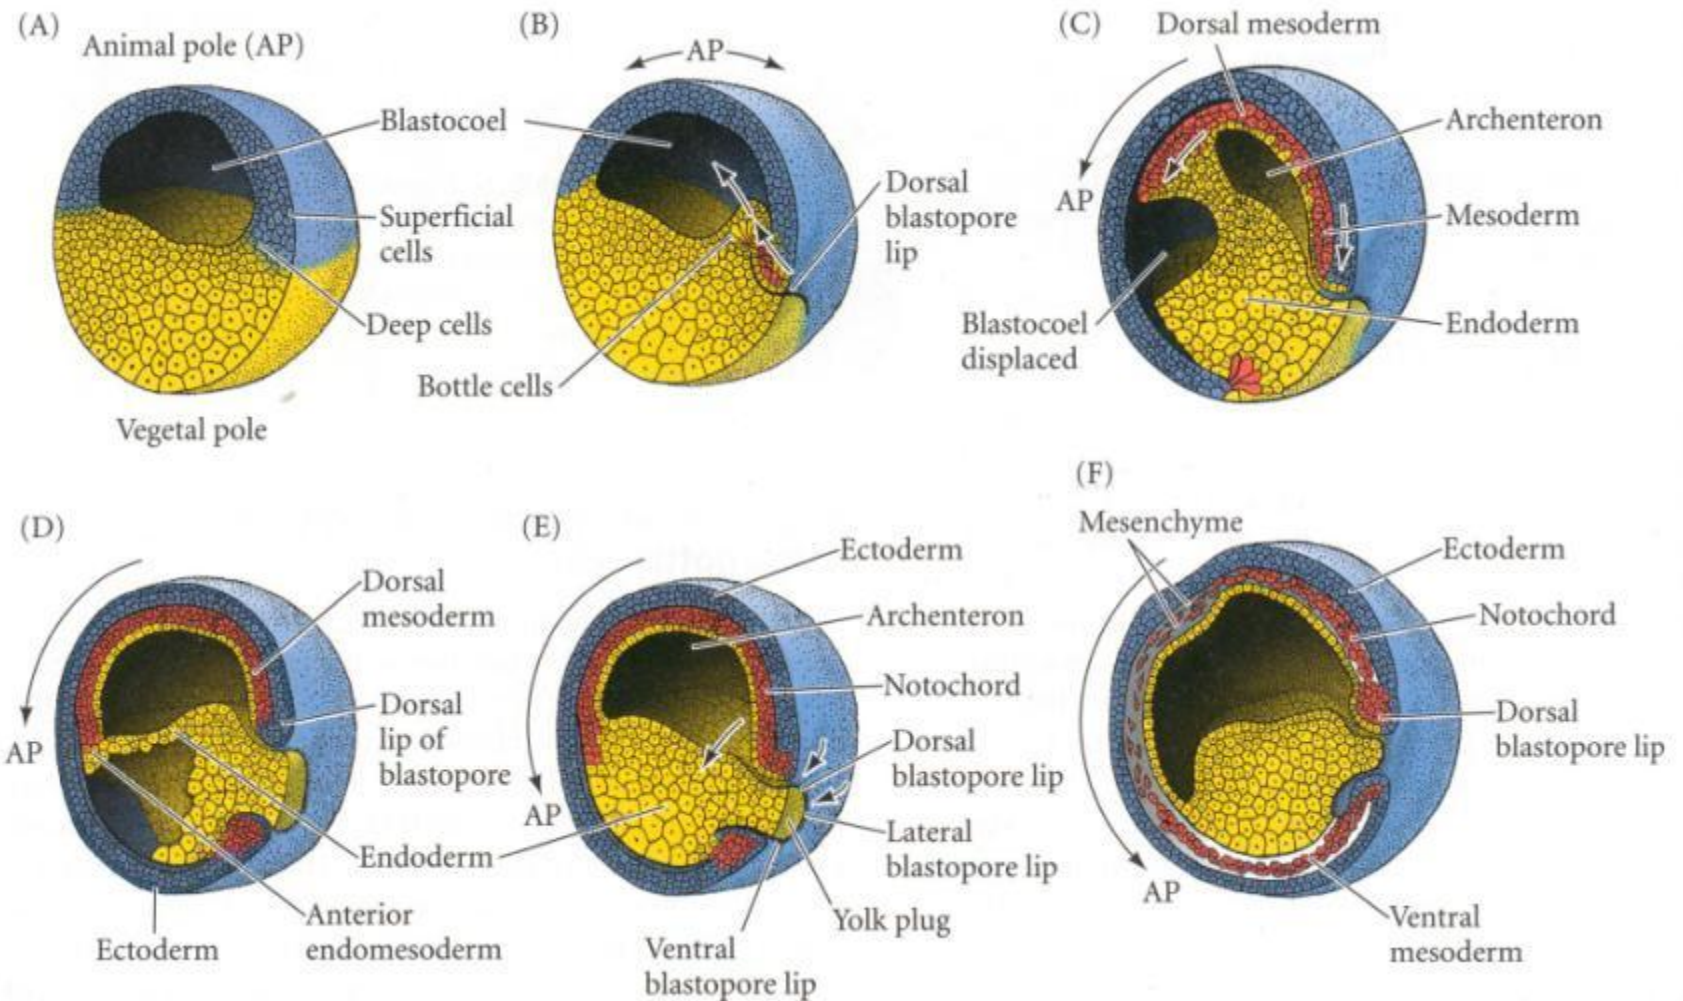 (A)
Animal pole (AP)
Blastocoel
Superficial
cells
Deep cells
Vegetal pole
(B)
AP
Dorsal
blastopore
lip
Bottle cells
(C)
Dorsal mesoderm
Archenteron
AP
Mesoderm
Blastocoel
displaced
Endoderm
(D)
Dorsal
mesoderm
Dorsal
lip of
blastopore
AP
Endoderm
Anterior
endomesoderm
Ectoderm
(E)
Ectoderm
Archenteron
Notochord
Dorsal
blastopore lip
AP
Lateral
blastopore lip
Yolk plug
Ventral
blastopore lip
(F)
Mesenchyme
Ectoderm
Notochord
Dorsal
blastopore lip
AP
Ventral
mesoderm